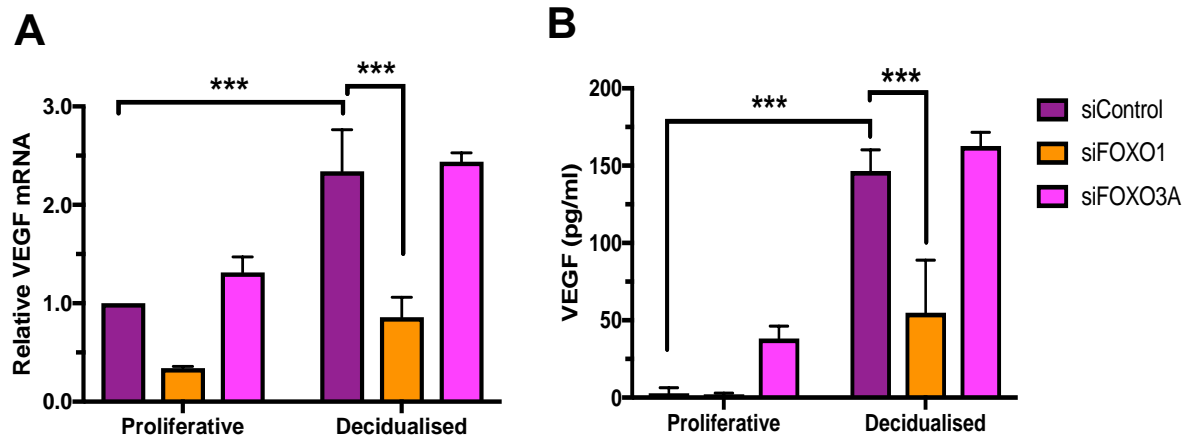 A
Relative VEGF mRNA
3.0
2.0
1.0
0.0
***
***
Proliferative
Decidualised
B
VEGF (pg/ml)
200
150
100
50
0
***
***
Proliferative
Decidualised
siControl
siFOXO1
siFOXO3A